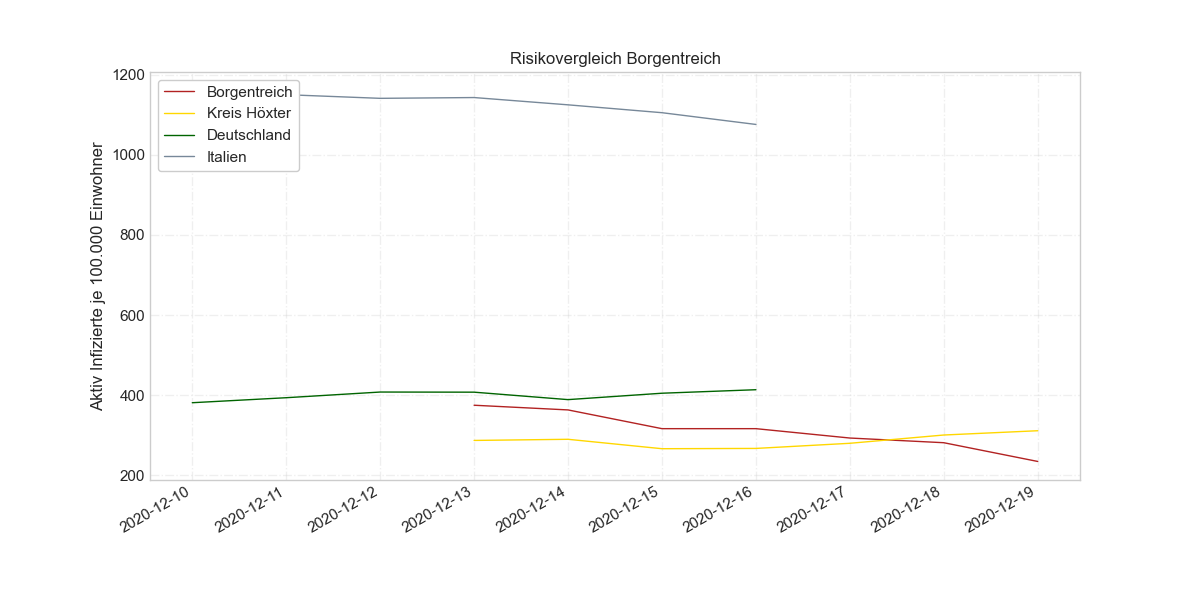 Risikovergleich Borgentreich
Aktiv Infizierte je 100.000 Einwohner
1200
1000
800
600
400
200
Borgentreich
Kreis Höxter
Deutschland
Italien
2020-12-10
2020-12-11
2020-12-12
2020-12-13
2020-12-14
2020-12-15
2020-12-16
2020-12-17
2020-12-18
2020-12-19